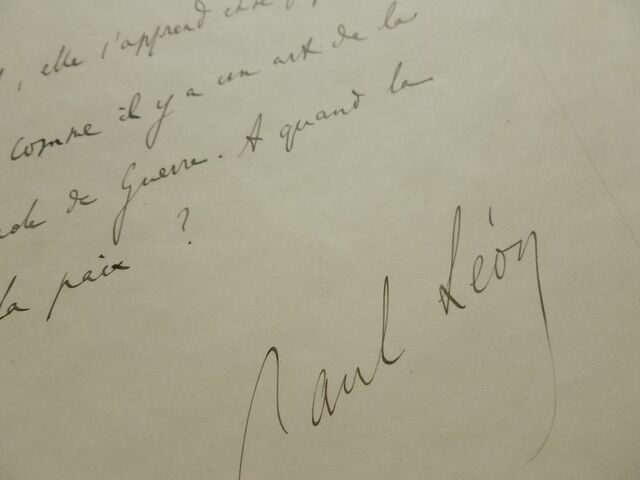 , elle s'apprend
comme il y a un art de la
de Guerre. A quand la
la paix ?
Paul Léon